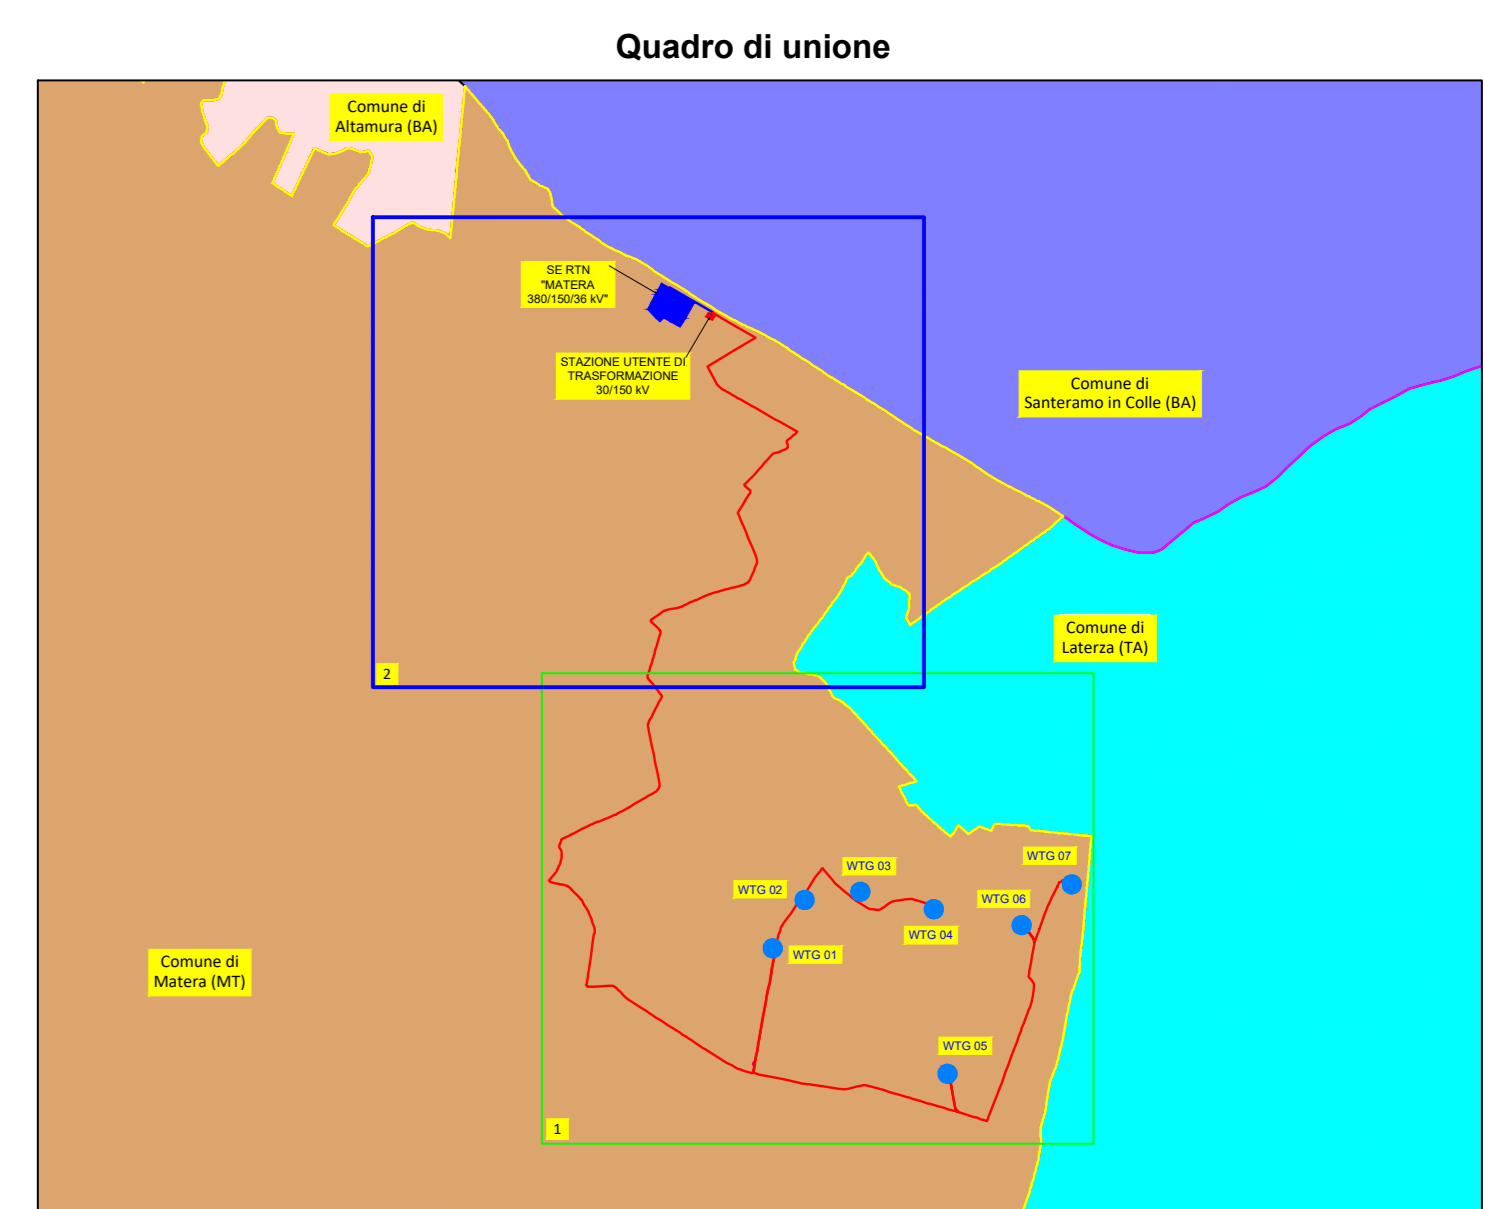 Quadro di unione
Comune di
Altamura (BA)
SE RTN
"MATERA
380/150/36 kV"
STAZIONE UTENTE DI
TRASFORMAZIONE
30/150 kV
Comune di
Santeramo in Colle (BA)
Comune di
Laterza (TA)
2
WTG 07
WTG 03
WTG 02
WTG 06
WTG 04
WTG 01
Comune di
Matera (MT)
WTG 05
1